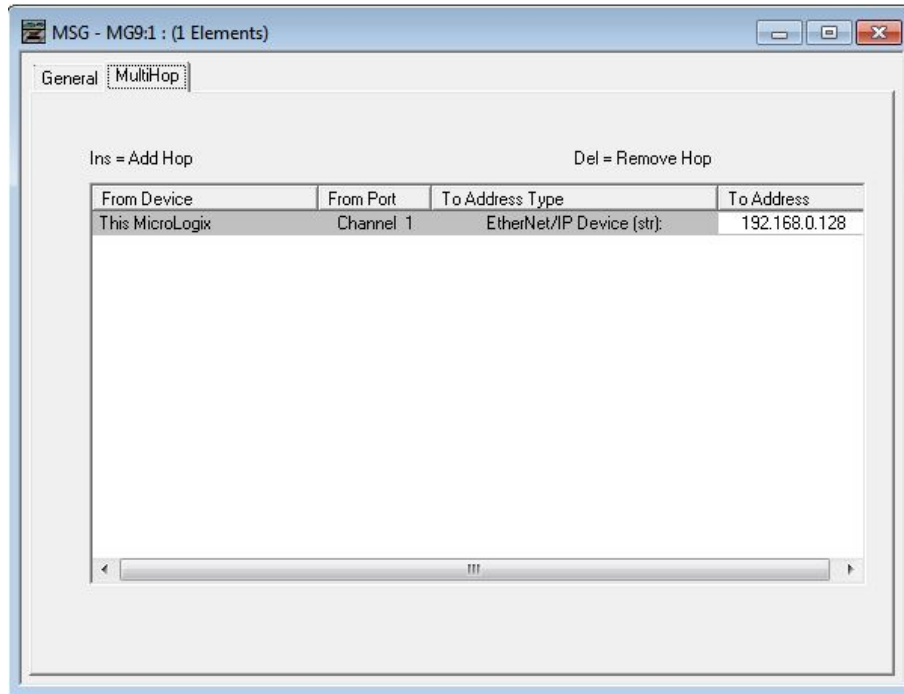 MSG - MG9:1 : (1 Elements)
General MultiHop
Ins = Add Hop Del = Remove Hop
From Device From Port To Address Type To Address
This MicroLogix Channel 1 EtherNet/IP Device (str): 192.168.0.128